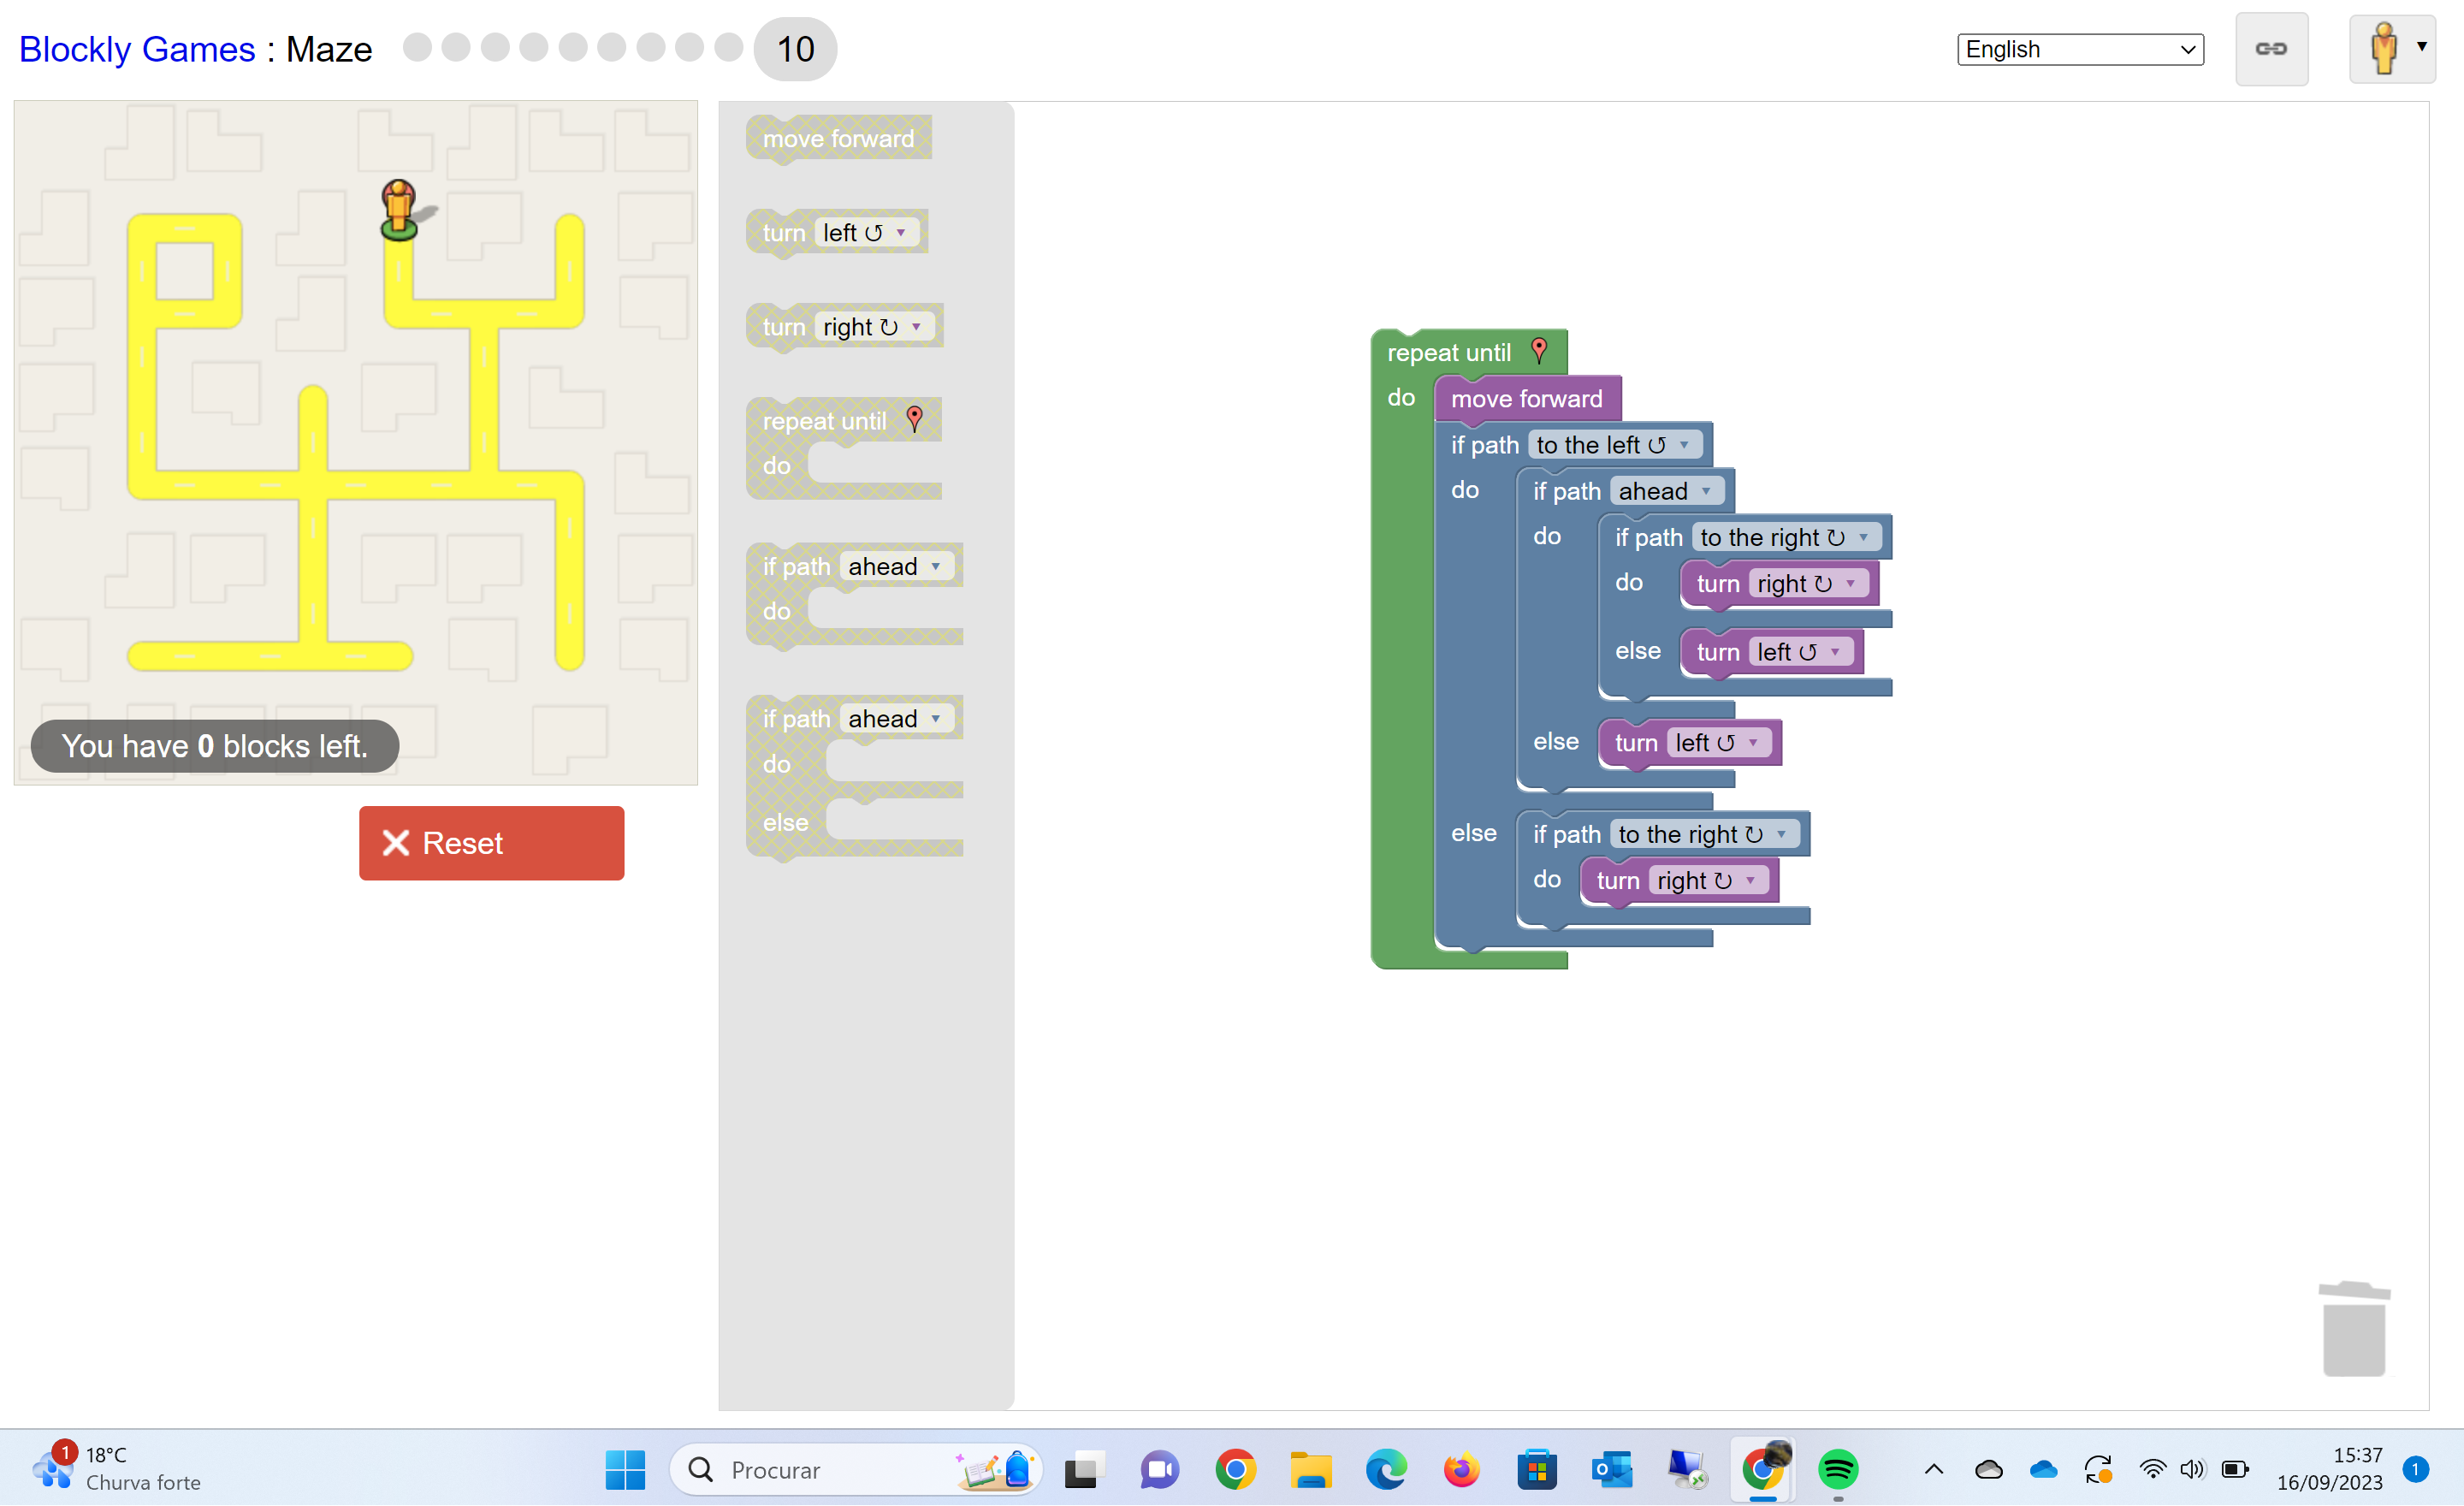 Blockly Games : Maze 10
English
move forward
turn left ↺ ▼
turn right ↻ ▼
repeat until
do
if path ahead ▼
do
if path ahead ▼
do
else
repeat until
do move forward
if path to the left ↺ ▼
do if path ahead ▼
do if path to the right ↻ ▼
do turn right ↻ ▼
else turn left ↺ ▼
else turn left ↺ ▼
else if path to the right ↻ ▼
do turn right ↻ ▼
You have 0 blocks left.
Reset
1
18°C
Churva forte
Procurar
15:37
16/09/2023
1